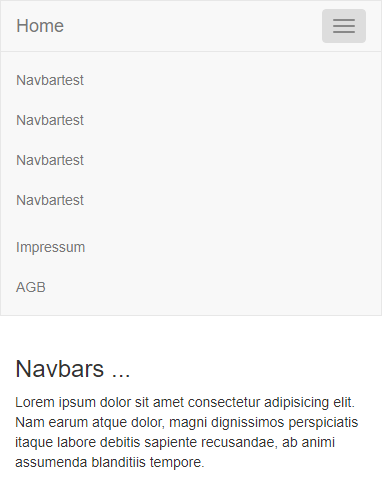 Home
Navbartest
Navbartest
Navbartest
Navbartest
Impressum
AGB
Navbars ...
Lorem ipsum dolor sit amet consectetur adipisicing elit.
Nam earum atque dolor, magni dignissimos perspiciatis
itaque labore debitis sapiente recusandae, ab animi
assumenda blanditiis tempore.